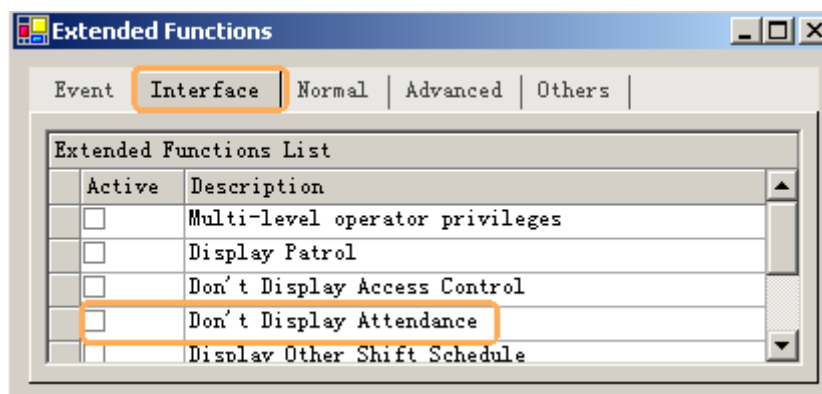 Extended Functions
Event Interface Normal Advanced Others
Extended Functions List
Active Description
Multi-level operator privileges
Display Patrol
Don't Display Access Control
Don't Display Attendance
Display Other Shift Schedule